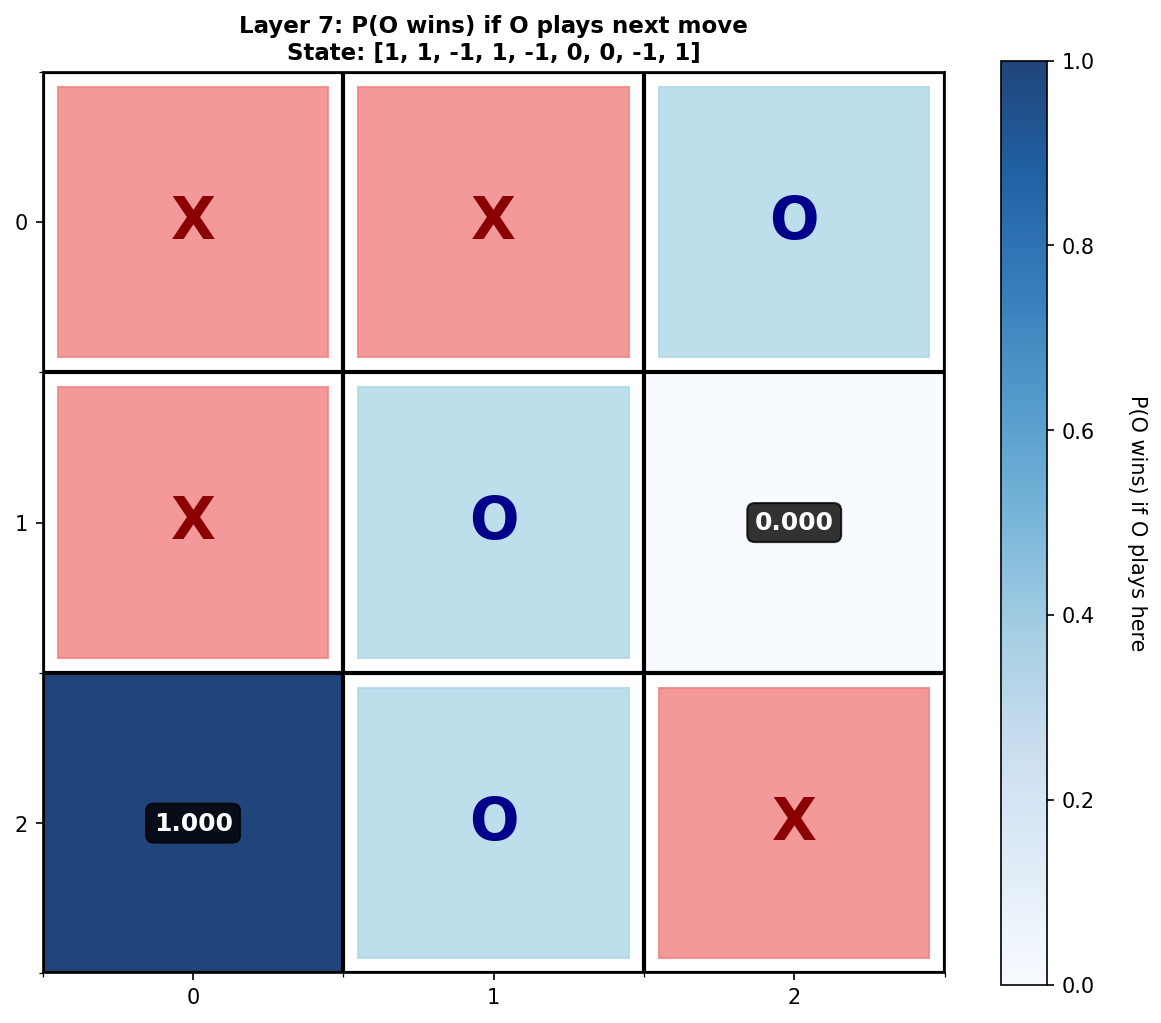 Layer 7: P(O wins) if O plays next move
State: [1, 1, -1, 1, -1, 0, 0, -1, 1]
X X O
X O 0.000
1.000 O X
0
1
2
0 1 2
1.0
0.8
0.6
0.4
0.2
0.0
P(O wins) if O plays here